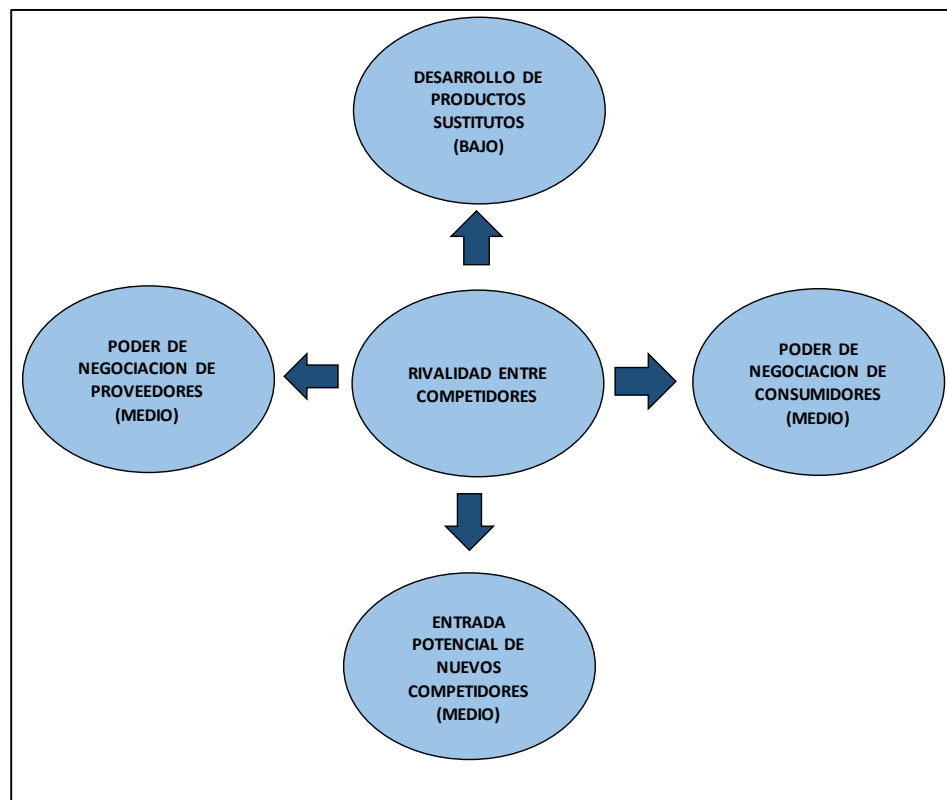 DESARROLLO DE
PRODUCTOS
SUSTITUTOS
(BAJO)
PODER DE
NEGOCIACION DE
PROVEEDORES
(MEDIO)
RIVALIDAD ENTRE
COMPETIDORES
PODER DE
NEGOCIACION DE
CONSUMIDORES
(MEDIO)
ENTRADA
POTENCIAL DE
NUEVOS
COMPETIDORES
(MEDIO)